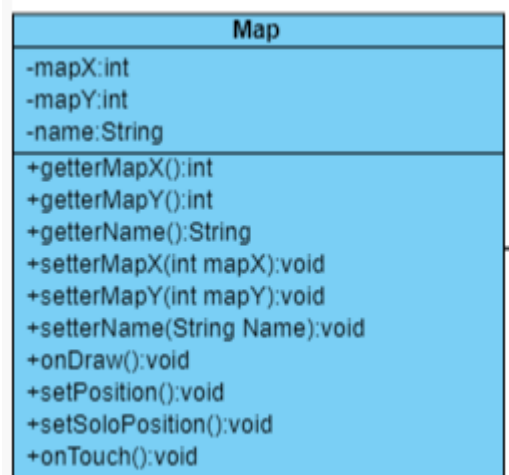 Map
-mapX:int
-mapY:int
-name:String
+getterMapX():int
+getterMapY():int
+getterName():String
+setterMapX(int mapX):void
+setterMapY(int mapY):void
+setterName(String Name):void
+onDraw():void
+setPosition():void
+setSoloPosition():void
+onTouch():void